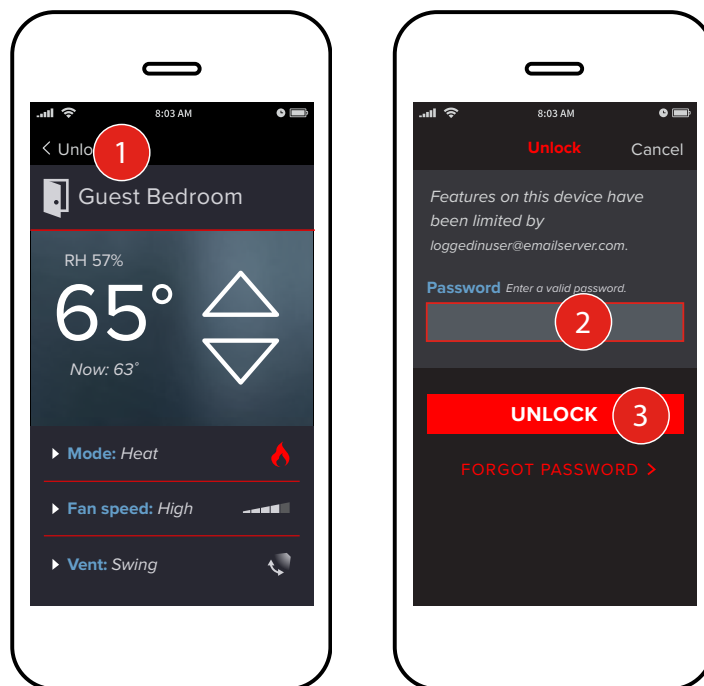 8:03 AM
Unlo
1
Guest Bedroom
RH 57%
65°
Now: 63°
Mode: Heat
Fan speed: High
Vent: Swing
8:03 AM
Unlock
Cancel
Features on this device have
been limited by
loggedinuser@emailserver.com.
Password Enter a valid password.
2
UNLOCK
3
FORGOT PASSWORD >